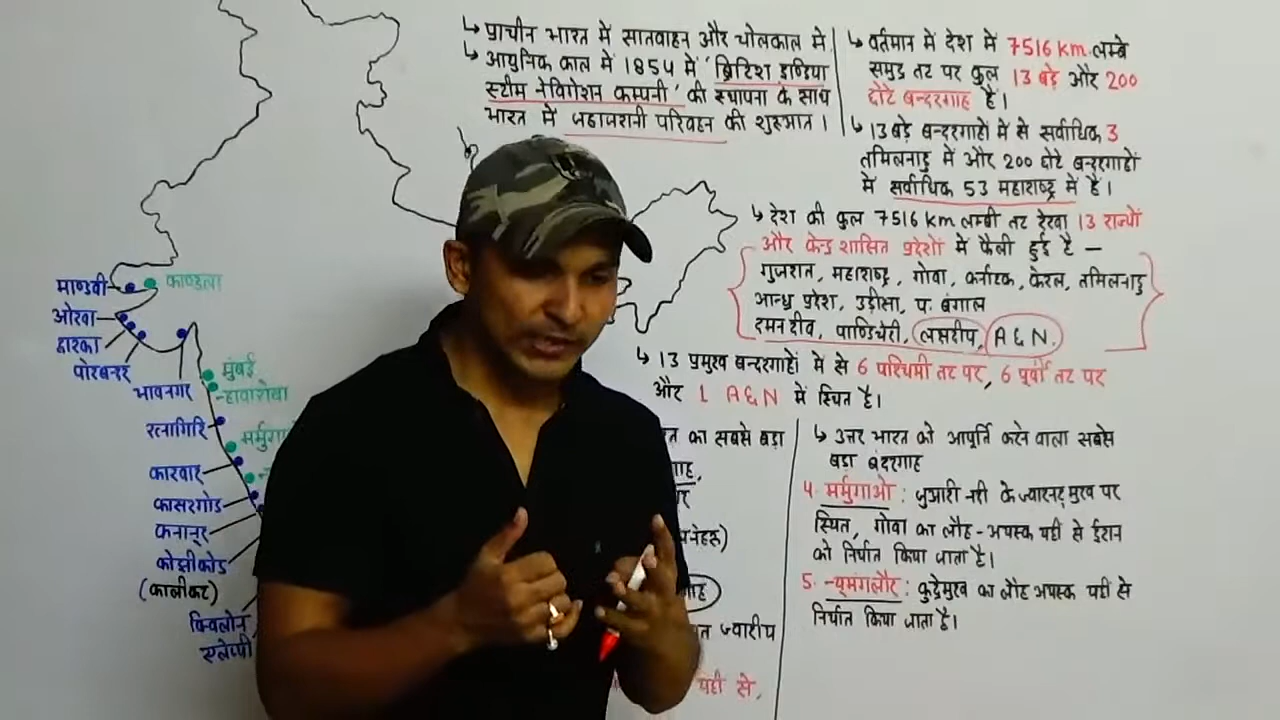 ↳ प्राचीन भारत में सातवाहन और चोलकाल में
↳ आधुनिक काल में 1854 में 'ब्रिटिश इण्डिया
स्टीम नेविगेशन कम्पनी' की स्थापना के साथ
भारत में जहाजरानी परिवहन की शुरुआत।
↳ वर्तमान में देश में 7516 km लम्बे
समुद्र तट पर कुल 13 बड़े और 200
छोटे बन्दरगाह हैं।
↳ 13 बड़े बन्दरगाहों में से सर्वाधिक 3
तमिलनाडु में और 200 छोटे बन्दरगाहों
में सर्वाधिक 53 महाराष्ट्र में हैं।
↳ देश की कुल 7516 km लम्बी तट रेखा 13 राज्यों
और केन्द्र शासित प्रदेशों में फैली हुई है –
गुजरात, महाराष्ट्र, गोवा, कर्नाटक, केरल, तमिलनाडु
आन्ध्र प्रदेश, उड़ीसा, प. बंगाल
दमन दीव, पाण्डिचेरी, लक्षदीप, A & N.
↳ 13 प्रमुख बन्दरगाहों में से 6 पश्चिमी तट पर, 6 पूर्वी तट पर
और 1 A & N में स्थित है।
माण्डवी
काण्डला
ओरवा
द्वारका
पोरबन्दर
भावनगर
मुंबई
न्हावाशेवा
रत्नागिरि
मर्मुगा
कारवार
कासरगोड
कनानूर
कोझीकोड
(कालीकट)
क्विलोन
एलेप्पी
त का सबसे बड़ा
गाह,
नेहरू)
गाह
त ज्वारीय
यहीं से,
↳ उत्तर भारत को आपूर्ति करने वाला सबसे
बड़ा बंदरगाह
4. मर्मुगाओ : जुआरी नदी के ज्वारनद मुख पर
स्थित, गोवा का लौह-अयस्क यहीं से ईरान
को निर्यात किया जाता है।
5. न्यूमंगलौर : कुद्रेमुख का लौह अयस्क यहीं से
निर्यात किया जाता है।